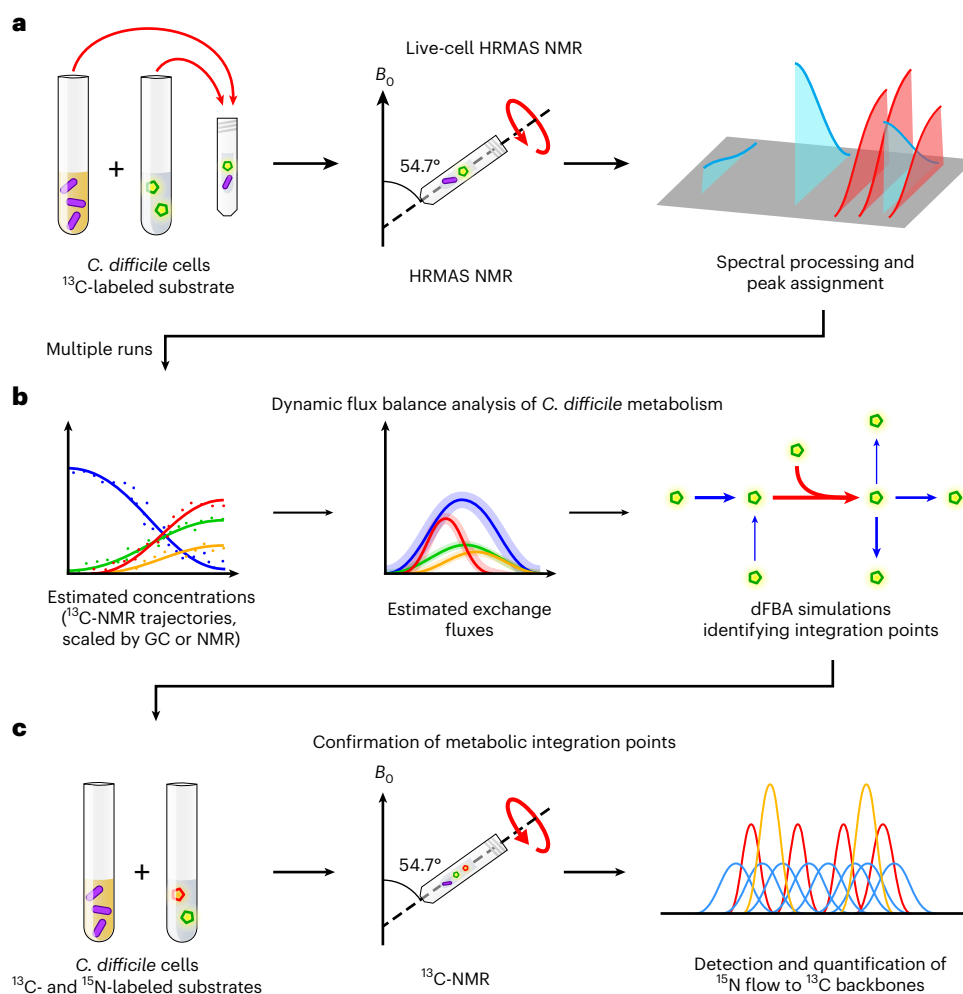 a
Live-cell HRMAS NMR
B₀
+
54.7°
C. difficile cells
¹³C-labeled substrate
HRMAS NMR
Spectral processing and
peak assignment
Multiple runs
b
Dynamic flux balance analysis of C. difficile metabolism
Estimated concentrations
(¹³C-NMR trajectories,
scaled by GC or NMR)
Estimated exchange
fluxes
dFBA simulations
identifying integration points
c
Confirmation of metabolic integration points
B₀
+
54.7°
C. difficile cells
¹³C- and ¹⁵N-labeled substrates
¹³C-NMR
Detection and quantification of
¹⁵N flow to ¹³C backbones